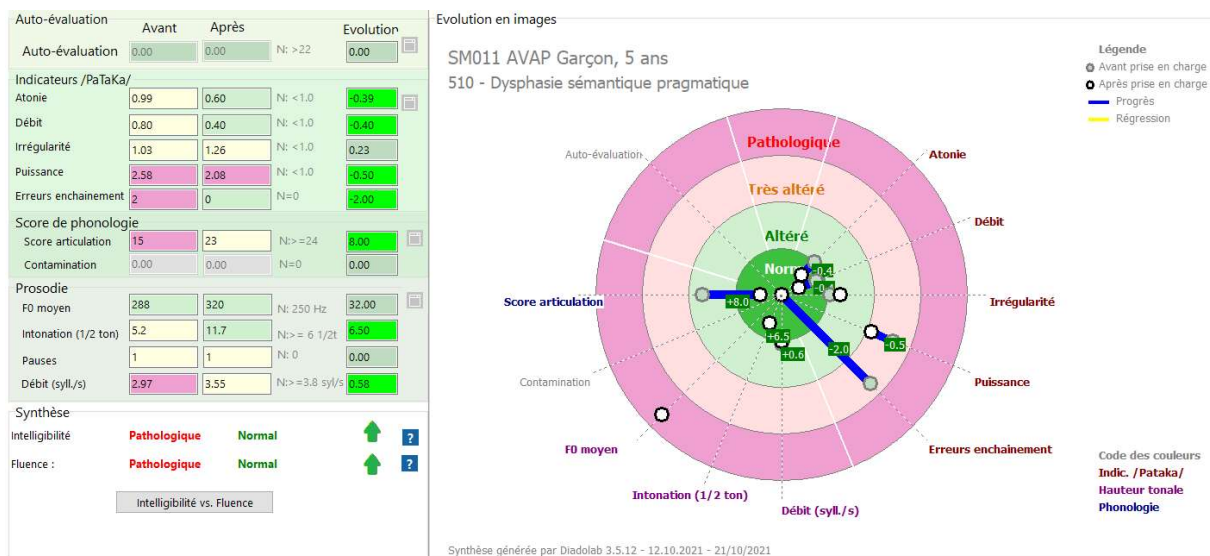 Auto-évaluation
Avant Après Evolution
Auto-évaluation 0.00 0.00 N: >22 0.00
Indicateurs /PaTaKa/
Atonie 0.99 0.60 N: <1.0 -0.39
Débit 0.80 0.40 N: <1.0 -0.40
Irrégularité 1.03 1.26 N: <1.0 0.23
Puissance 2.58 2.08 N: <1.0 -0.50
Erreurs enchainement 2 0 N=0 -2.00
Score de phonologie
Score articulation 15 23 N:>=24 8.00
Contamination 0.00 0.00 N=0 0.00
Prosodie
F0 moyen 288 320 N: 250 Hz 32.00
Intonation (1/2 ton) 5.2 11.7 N:>= 6 1/2t 6.50
Pauses 1 1 N: 0 0.00
Débit (syll./s) 2.97 3.55 N:>=3.8 syl/s 0.58
Synthèse
Intelligibilité Pathologique Normal ?
Fluence : Pathologique Normal ?
Intelligibilité vs. Fluence
Evolution en images
SM011 AVAP Garçon, 5 ans
510 - Dysphasie sémantique pragmatique
Légende
Avant prise en charge
Après prise en charge
Progrès
Régression
Pathologique
Très altéré
Altéré
Auto-évaluation
Atonie
Débit
Irrégularité
Puissance
Erreurs enchainement
Débit (syll./s)
Intonation (1/2 ton)
F0 moyen
Contamination
Score articulation
-0.4
+8.0
+6.5
+0.6
-2.0
-0.5
Code des couleurs
Indic. /Pataka/
Hauteur tonale
Phonologie
Synthèse générée par Diadolab 3.5.12 - 12.10.2021 - 21/10/2021